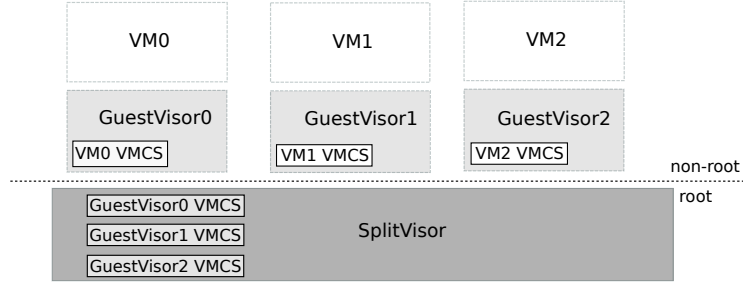 VM0
VM1
VM2
GuestVisor0
GuestVisor1
GuestVisor2
VM0 VMCS
VM1 VMCS
VM2 VMCS
non-root
root
GuestVisor0 VMCS
GuestVisor1 VMCS
SplitVisor
GuestVisor2 VMCS